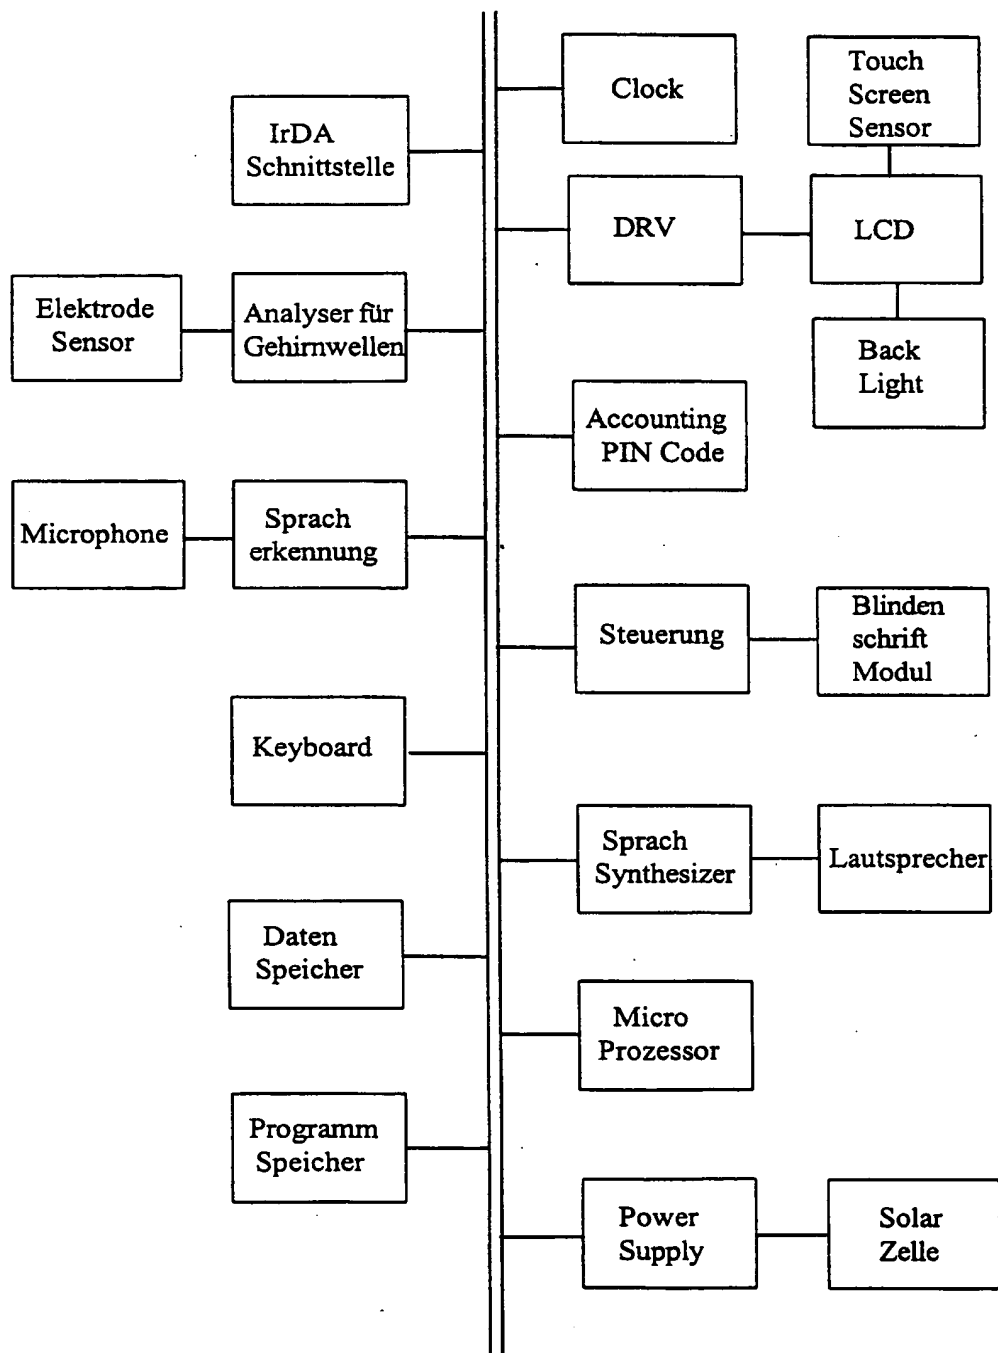 Clock
Touch
Screen
Sensor
IrDA
Schnittstelle
DRV
LCD
Elektrode
Sensor
Analyser für
Gehirnwellen
Back
Light
Accounting
PIN Code
Microphone
Sprach
erkennung
Steuerung
Blinden
schrift
Modul
Keyboard
Sprach
Synthesizer
Lautsprecher
Daten
Speicher
Micro
Prozessor
Programm
Speicher
Power
Supply
Solar
Zelle